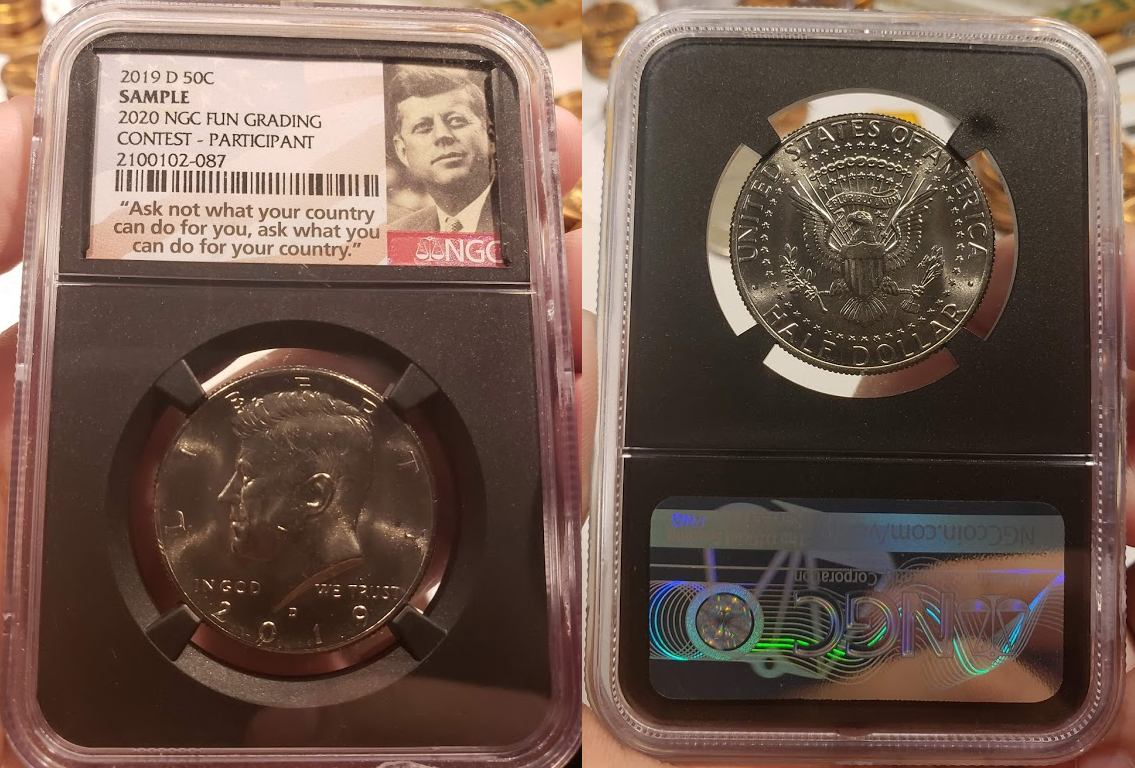 2019 D 50C
SAMPLE
2020 NGC FUN GRADING
CONTEST - PARTICIPANT
2100102-087
“Ask not what your country
can do for you, ask what you
can do for your country.”
NGC
LIBERTY
IN GOD WE TRUST
D
2019
UNITED STATES OF AMERICA
HALF DOLLAR
NGCcoin.com
Corporation
NGC